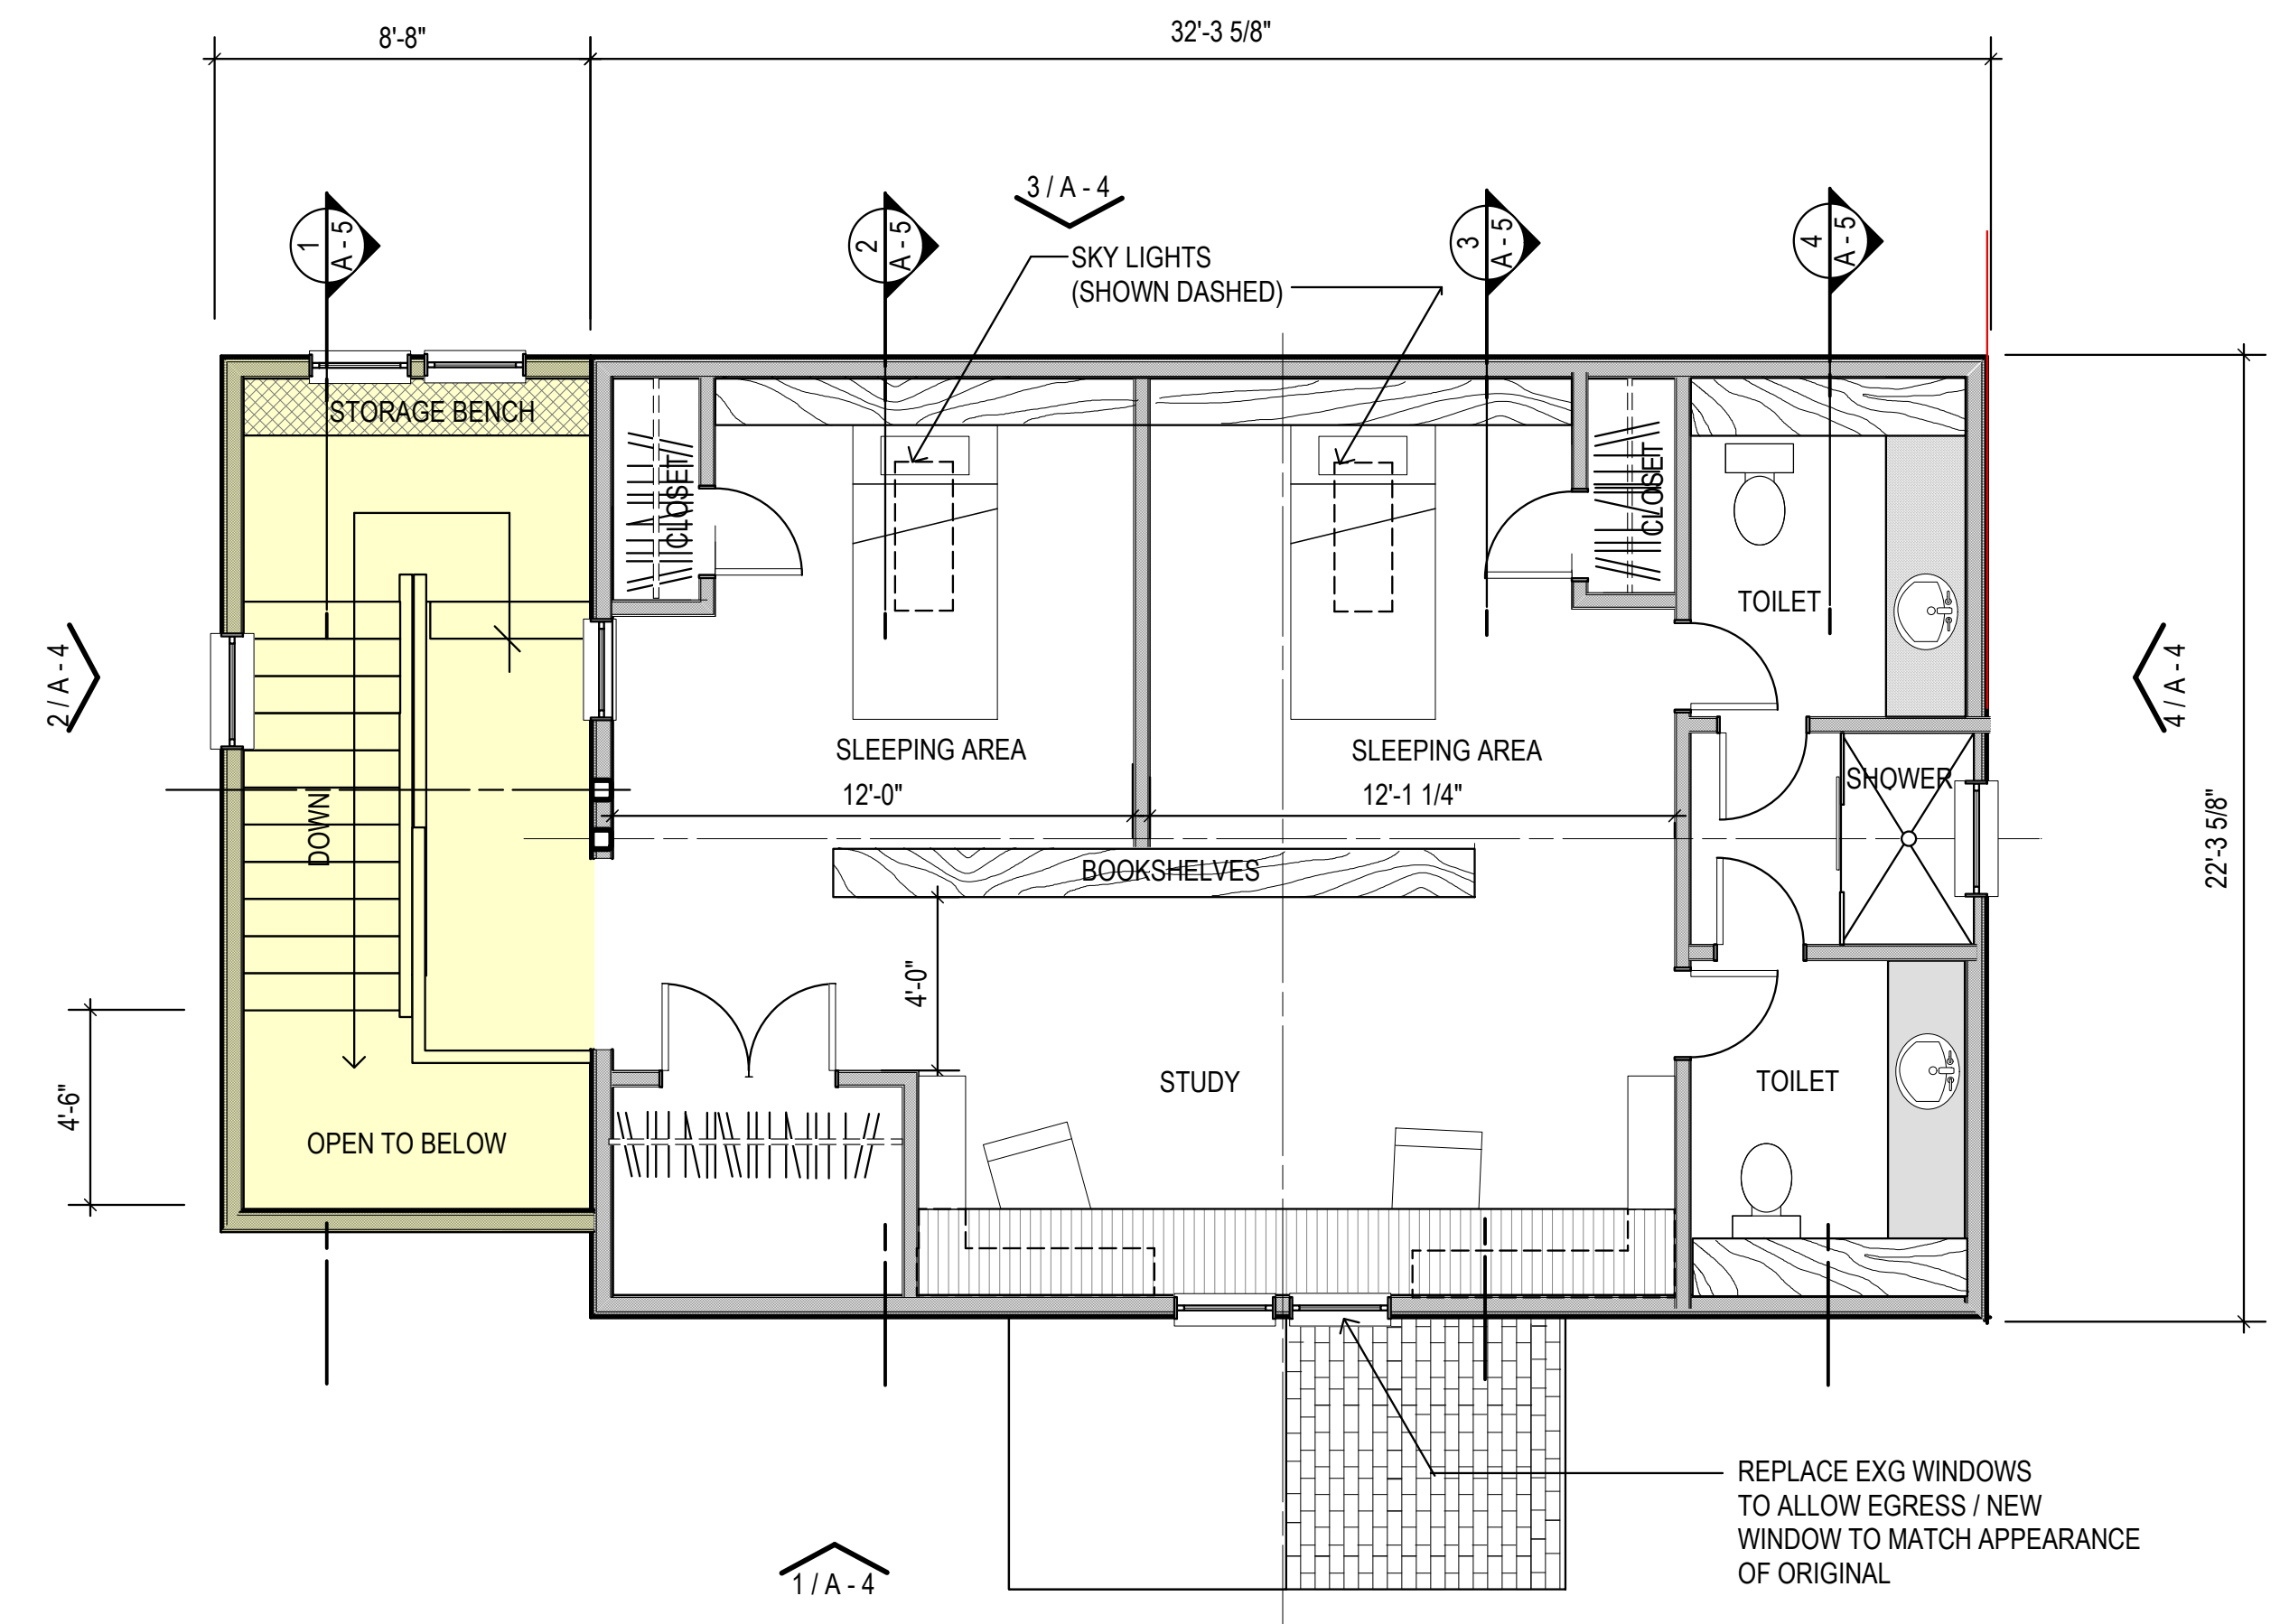 8'-8"
32'-3 5/8"
3 / A - 4
1
A - 5
2
A - 5
3
A - 5
4
A - 5
SKY LIGHTS
(SHOWN DASHED)
STORAGE BENCH
CLOSET
CLOSET
TOILET
2 / A - 4
4 / A - 4
SLEEPING AREA
SLEEPING AREA
SHOWER
12'-0"
12'-1 1/4"
DOWN
22'-3 5/8"
BOOKSHELVES
4'-0"
STUDY
TOILET
4'-6"
OPEN TO BELOW
REPLACE EXG WINDOWS
TO ALLOW EGRESS / NEW
WINDOW TO MATCH APPEARANCE
OF ORIGINAL
1 / A - 4